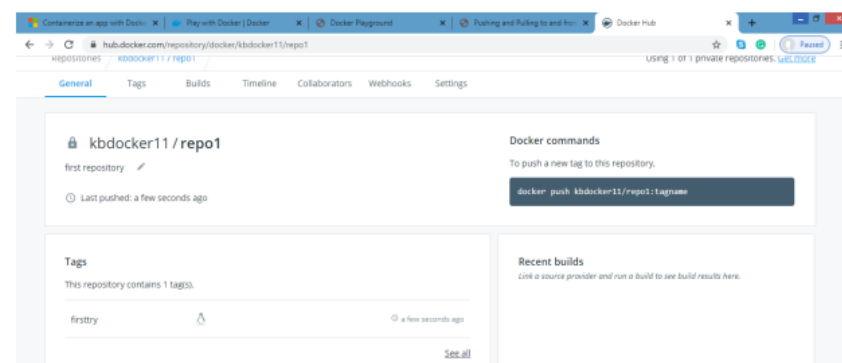 Containerize an app with Docke
Play with Docker | Docker
Docker Playground
Pushing and Pulling to and from
Docker Hub
hub.docker.com/repository/docker/kbdocker11/repo1
Paused
Repositories / kbdocker11 / repo1
Using 1 of 1 private repositories. Get more
General Tags Builds Timeline Collaborators Webhooks Settings
kbdocker11 / repo1
first repository
Last pushed: a few seconds ago
Docker commands
To push a new tag to this repository,
docker push kbdocker11/repo1:tagname
Tags
This repository contains 1 tag(s).
firsttry
a few seconds ago
See all
Recent builds
Link a source provider and run a build to see build results here.